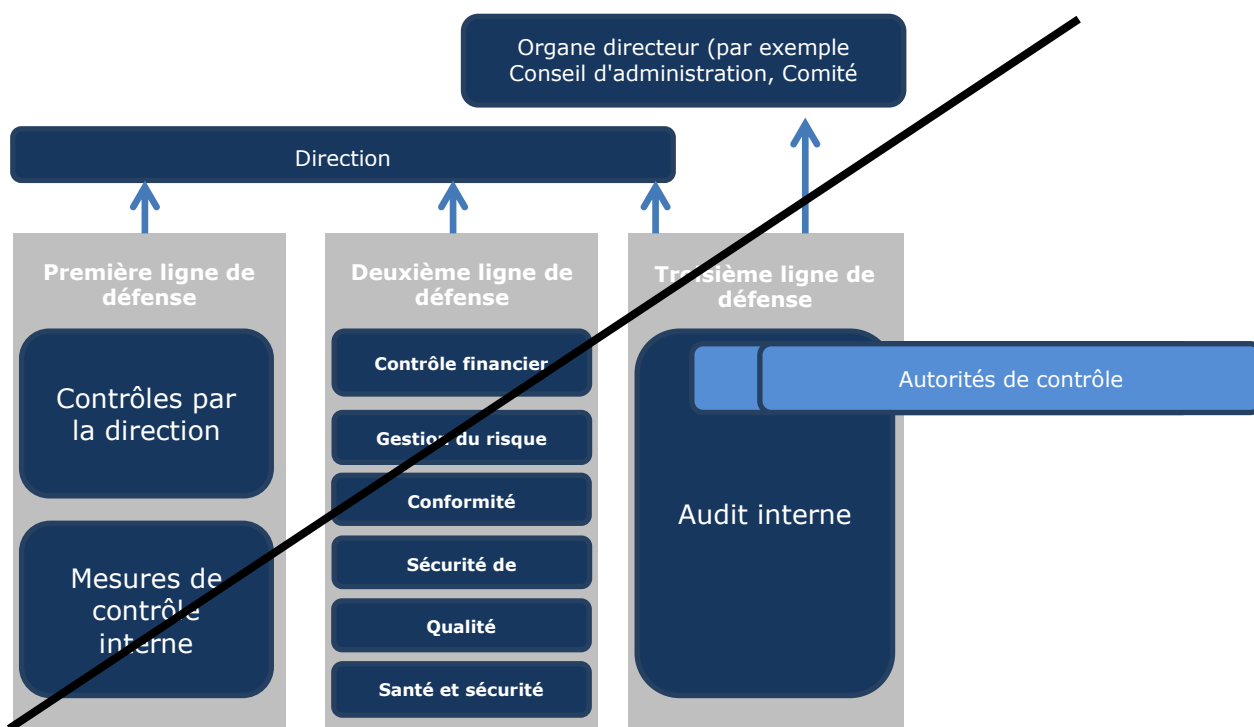 Organe directeur (par exemple
Conseil d'administration, Comité
Direction
Première ligne de
défense
Contrôles par
la direction
Mesures de
contrôle
interne
Deuxième ligne de
défense
Contrôle financier
Gestion du risque
Conformité
Sécurité de
Qualité
Santé et sécurité
Troisième ligne de
défense
Audit interne
Autorités de contrôle